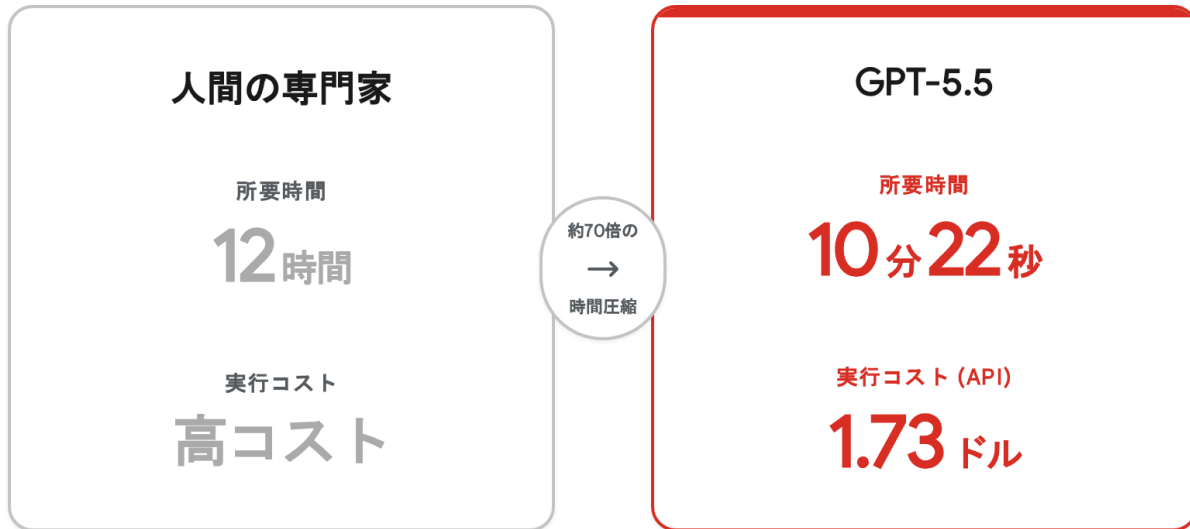 人間の専門家
所要時間
12時間
実行コスト
高コスト
約70倍の
→
時間圧縮
GPT-5.5
所要時間
10分22秒
実行コスト (API)
1.73ドル